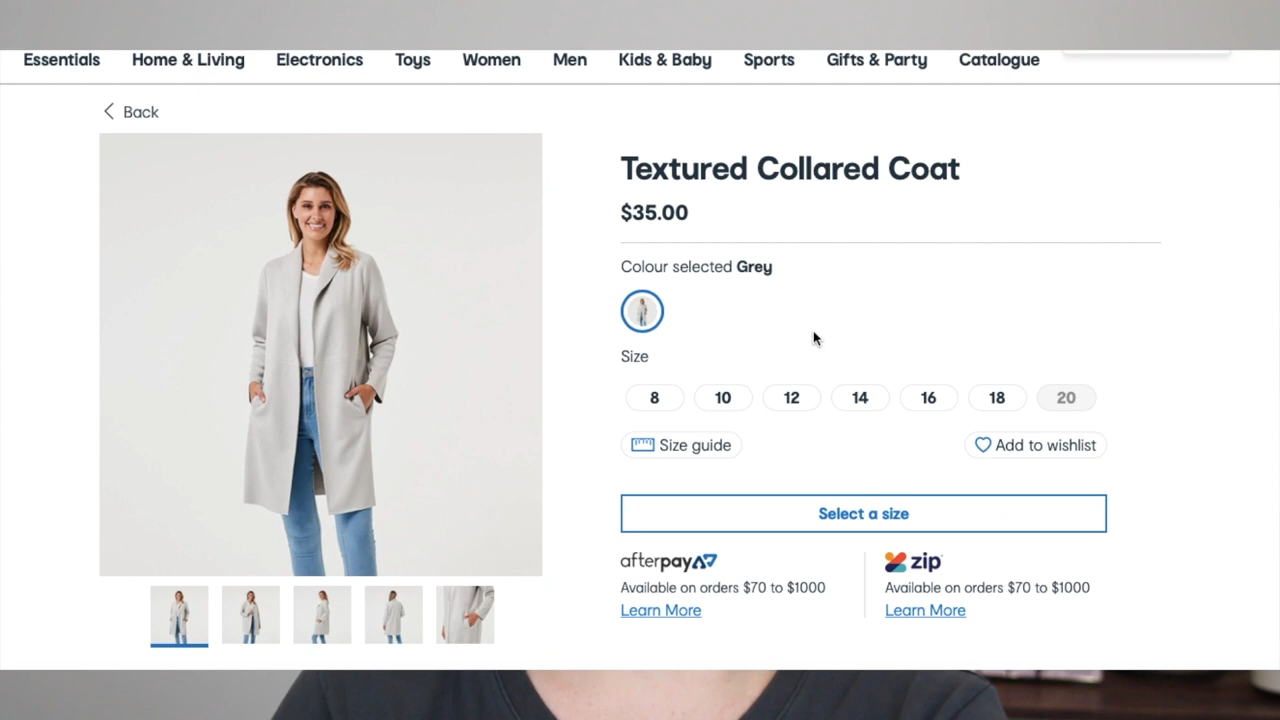 Essentials Home & Living Electronics Toys Women Men Kids & Baby Sports Gifts & Party Catalogue
Back
Textured Collared Coat
$35.00
Colour selected Grey
Size
8 10 12 14 16 18 20
Size guide Add to wishlist
Select a size
afterpay zip
Available on orders $70 to $1000 Available on orders $70 to $1000
Learn More Learn More